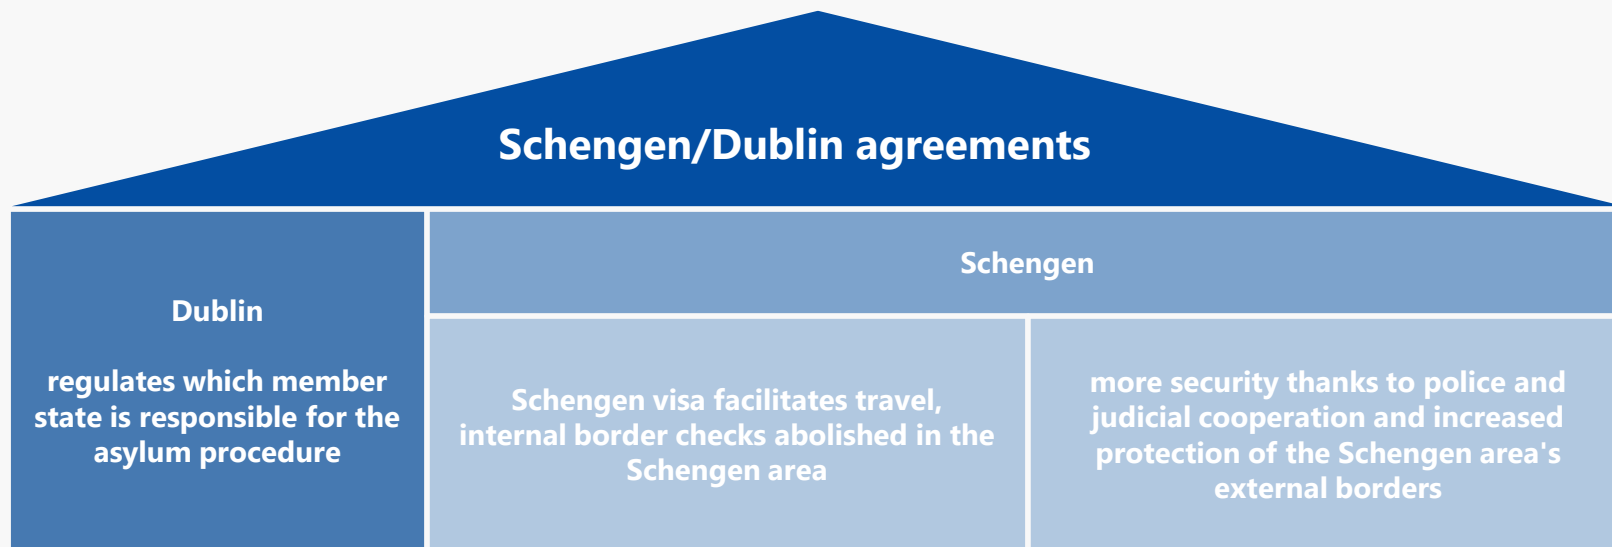 Schengen/Dublin agreements
Dublin
regulates which member
state is responsible for the
asylum procedure
Schengen
Schengen visa facilitates travel,
internal border checks abolished in the
Schengen area
more security thanks to police and
judicial cooperation and increased
protection of the Schengen area's
external borders